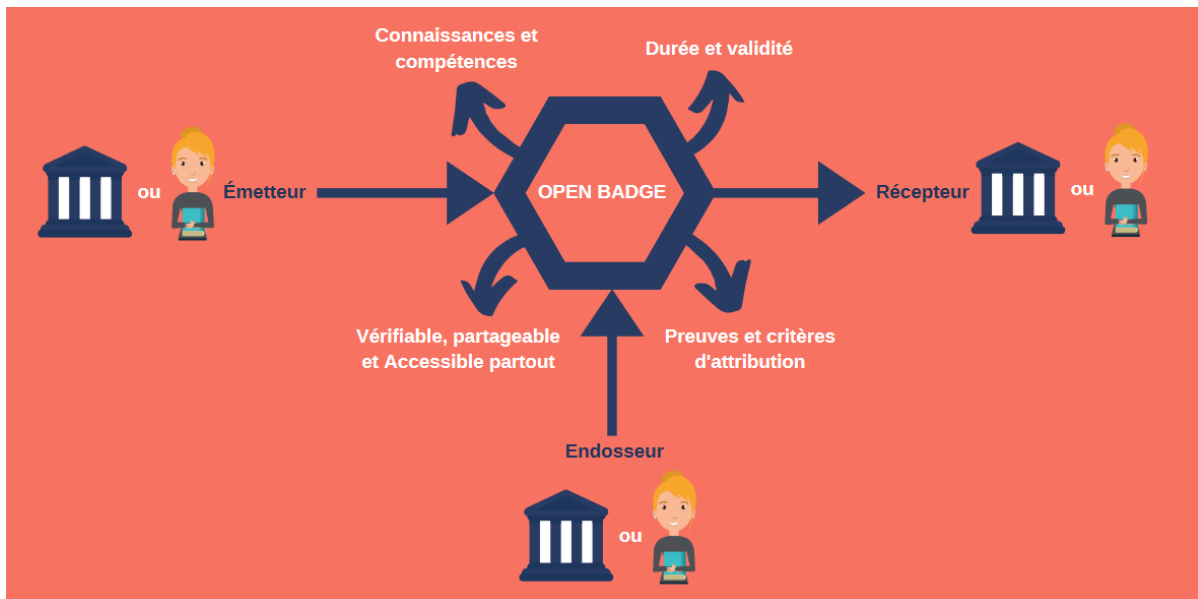 Connaissances et
compétences
Durée et validité
ou
Émetteur
OPEN BADGE
Récepteur
ou
Vérifiable, partageable
et Accessible partout
Preuves et critères
d'attribution
Endosseur
ou